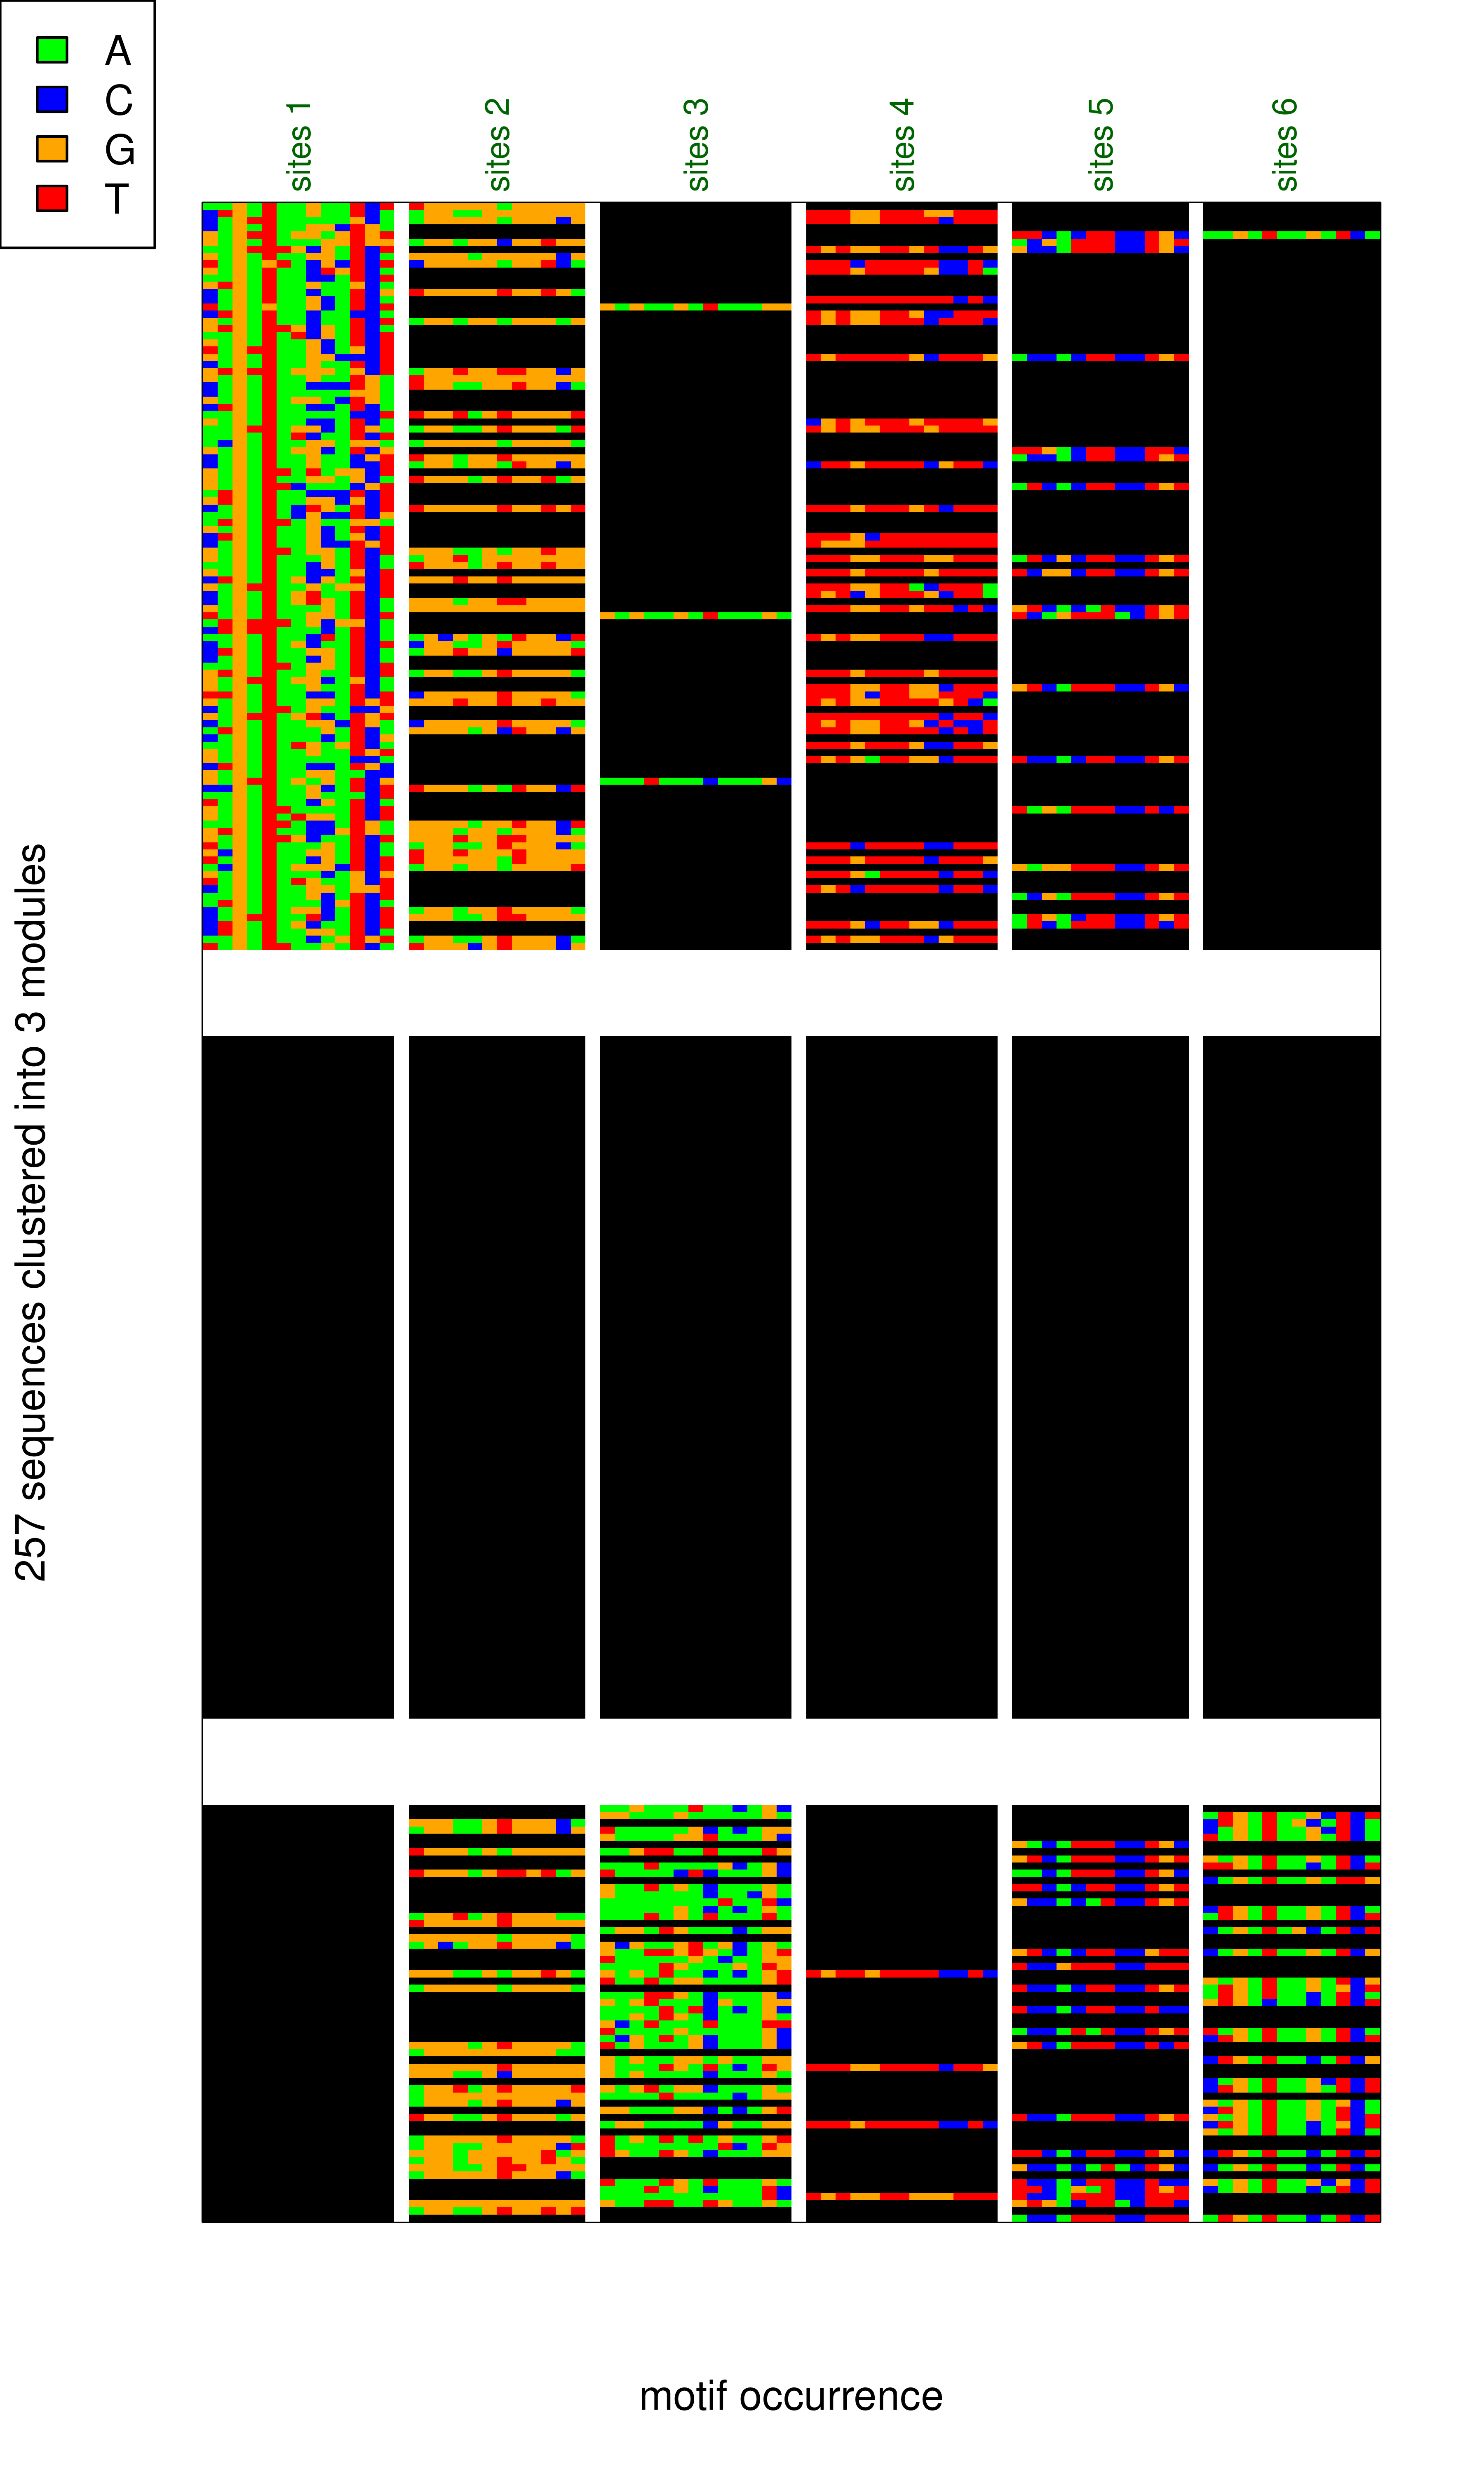 A
C
G
T
sites 1
sites 2
sites 3
sites 4
sites 5
sites 6
257 sequences clustered into 3 modules
motif occurrence